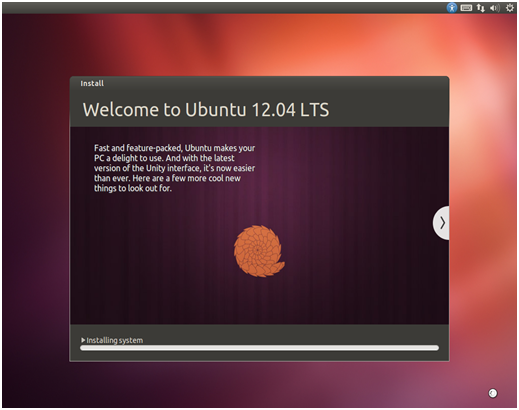 Install
Welcome to Ubuntu 12.04 LTS
Fast and feature-packed, Ubuntu makes your
PC a delight to use. And with the latest
version of the Unity interface, it's now easier
than ever. Here are a few more cool new
things to look out for.
Installing system